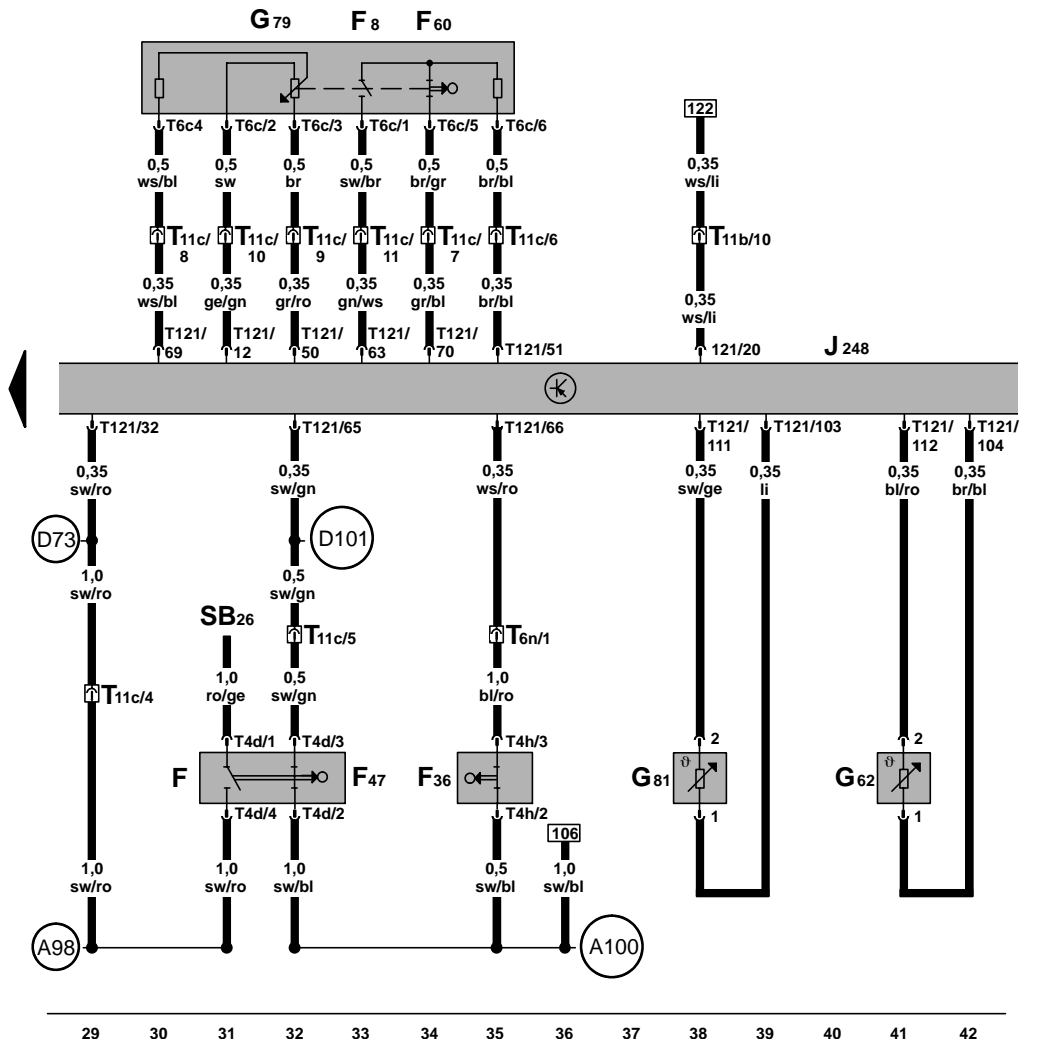 G79 F8 F60
T6c4 T6c/2 T6c/3 T6c/1 T6c/5 T6c/6
122
0,5 0,5 0,5 0,5 0,5 0,5 0,35
ws/bl sw br sw/br br/gr br/bl ws/li
T11c/ T11c/ T11c/ T11c/ T11c/ T11c/6 T11b/10
8 10 9 11 7
0,35 0,35 0,35 0,35 0,35 0,35 0,35
ws/bl ge/gn gr/ro gn/ws gr/bl br/bl ws/li
T121/ T121/ T121/ T121/ T121/
69 12 50 63 70 T121/51 121/20 J248
T121/32 T121/65 T121/66 T121/ T121/103 T121/ T121/
111 112 104
0,35 0,35 0,35 0,35 0,35 0,35 0,35
sw/ro sw/gn ws/ro sw/ge li bl/ro br/bl
D73 D101
1,0 0,5
sw/ro sw/gn
SB26
T11c/5 T6n/1
1,0 0,5 1,0
ro/ge sw/gn bl/ro
T11c/4
T4d/1 T4d/3 T4h/3 2 2
F F47 F36 ϑ G81 ϑ G62
T4d/4 T4d/2 T4h/2 1 1
106
1,0 1,0 1,0 0,5 1,0
sw/ro sw/ro sw/bl sw/bl sw/bl
A98 A100
29 30 31 32 33 34 35 36 37 38 39 40 41 42